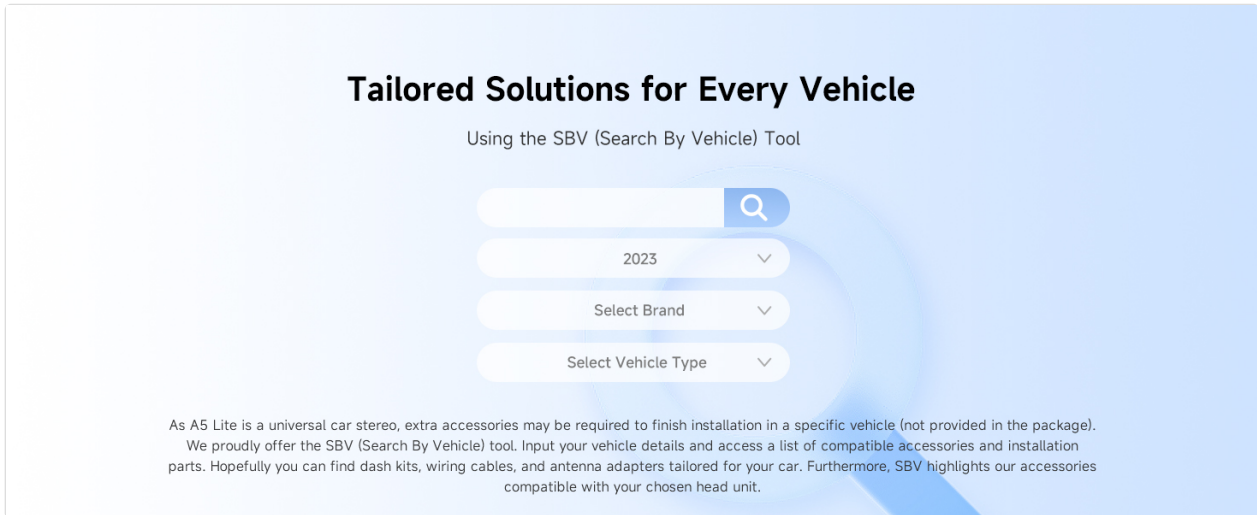 Tailored Solutions for Every Vehicle
Using the SBV (Search By Vehicle) Tool
2023
Select Brand
Select Vehicle Type
As A5 Lite is a universal car stereo, extra accessories may be required to finish installation in a specific vehicle (not provided in the package).
We proudly offer the SBV (Search By Vehicle) tool. Input your vehicle details and access a list of compatible accessories and installation
parts. Hopefully you can find dash kits, wiring cables, and antenna adapters tailored for your car. Furthermore, SBV highlights our accessories
compatible with your chosen head unit.